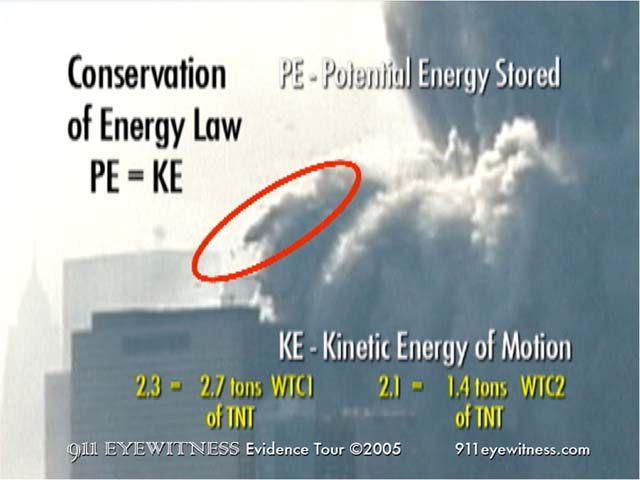 Conservation
of Energy Law
PE = KE
PE - Potential Energy Stored
KE - Kinetic Energy of Motion
2.3 = 2.7 tons WTC1
of TNT
2.1 = 1.4 tons WTC2
of TNT
911 EYEWITNESS Evidence Tour ©2005 911eyewitness.com